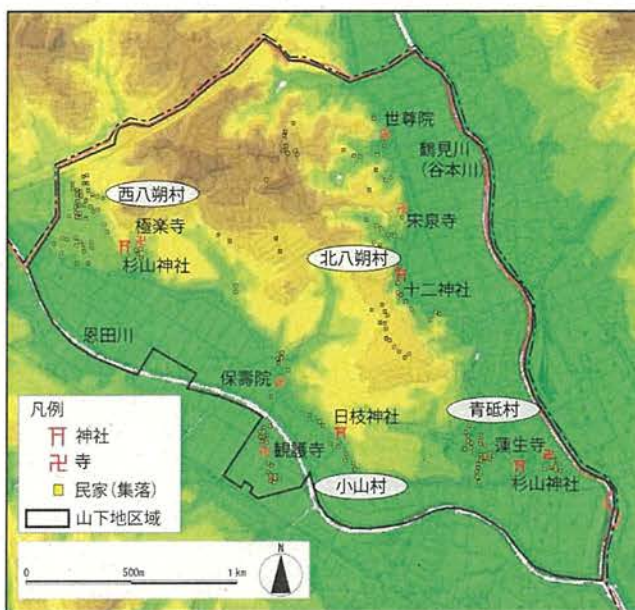 世尊院
鶴見川
(谷本川)
西八朔村
極楽寺
杉山神社
宋泉寺
北八朔村
十二神社
恩田川
保壽院
日枝神社
観護寺
小山村
青砥村
蓮生寺
杉山神社
凡例
神社
寺
民家(集落)
山下地区域
0 500m 1 km
N